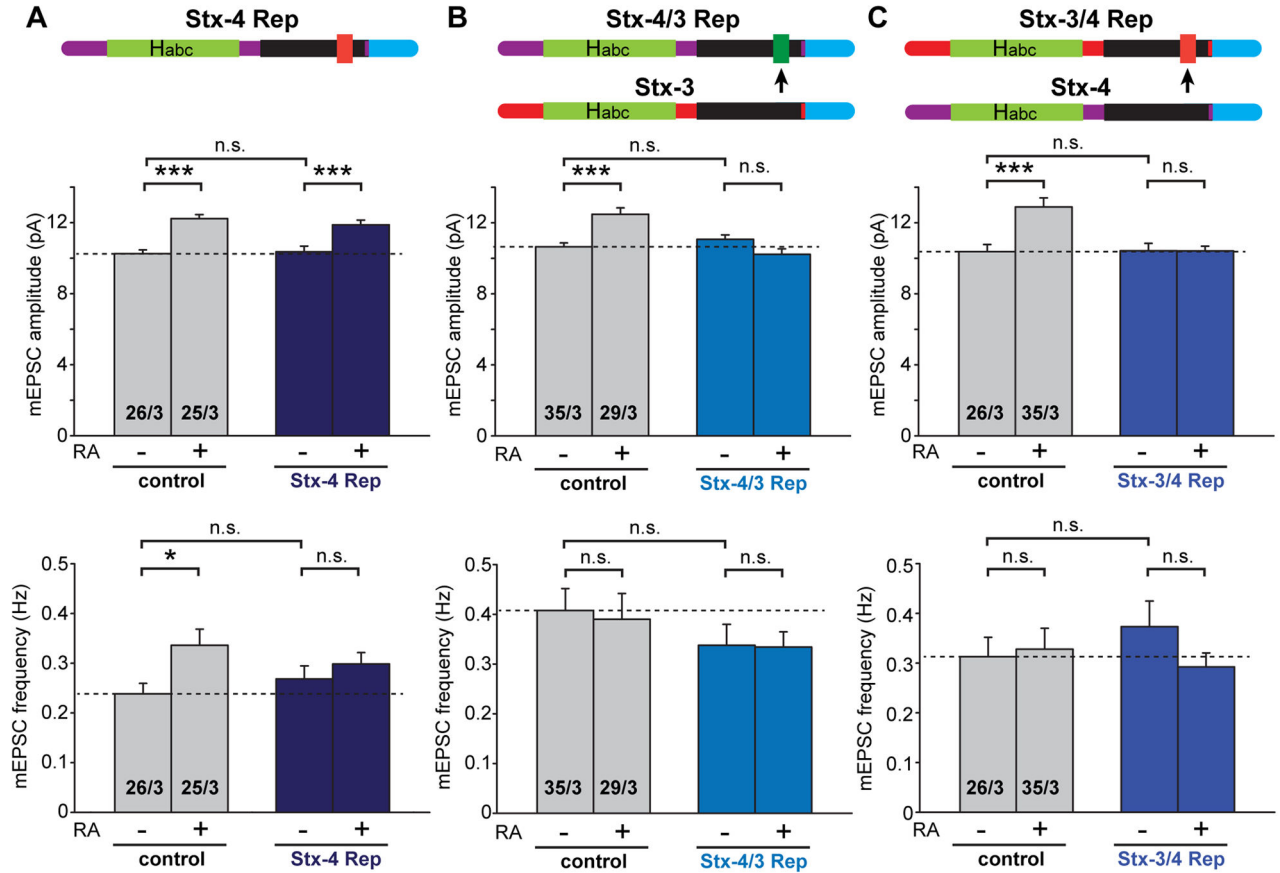 A
Stx-4 Rep
Habc
B
Stx-4/3 Rep
Habc
Stx-3
Habc
C
Stx-3/4 Rep
Habc
Stx-4
Habc
n.s.
*** ***
mEPSC amplitude (pA)
12
8
4
0
26/3 25/3
RA - + - +
control Stx-4 Rep
n.s.
*** n.s.
mEPSC amplitude (pA)
12
8
4
0
35/3 29/3
- + - +
control Stx-4/3 Rep
n.s.
*** n.s.
mEPSC amplitude (pA)
12
8
4
0
26/3 35/3
RA - + - +
control Stx-3/4 Rep
n.s.
* n.s.
mEPSC frequency (Hz)
0.5
0.4
0.3
0.2
0.1
0
26/3 25/3
RA - + - +
control Stx-4 Rep
n.s.
n.s. n.s.
mEPSC frequency (Hz)
0.5
0.4
0.3
0.2
0.1
0
35/3 29/3
RA - + - +
control Stx-4/3 Rep
n.s.
n.s. n.s.
mEPSC frequency (Hz)
0.5
0.4
0.3
0.2
0.1
0
26/3 35/3
RA - + - +
control Stx-3/4 Rep